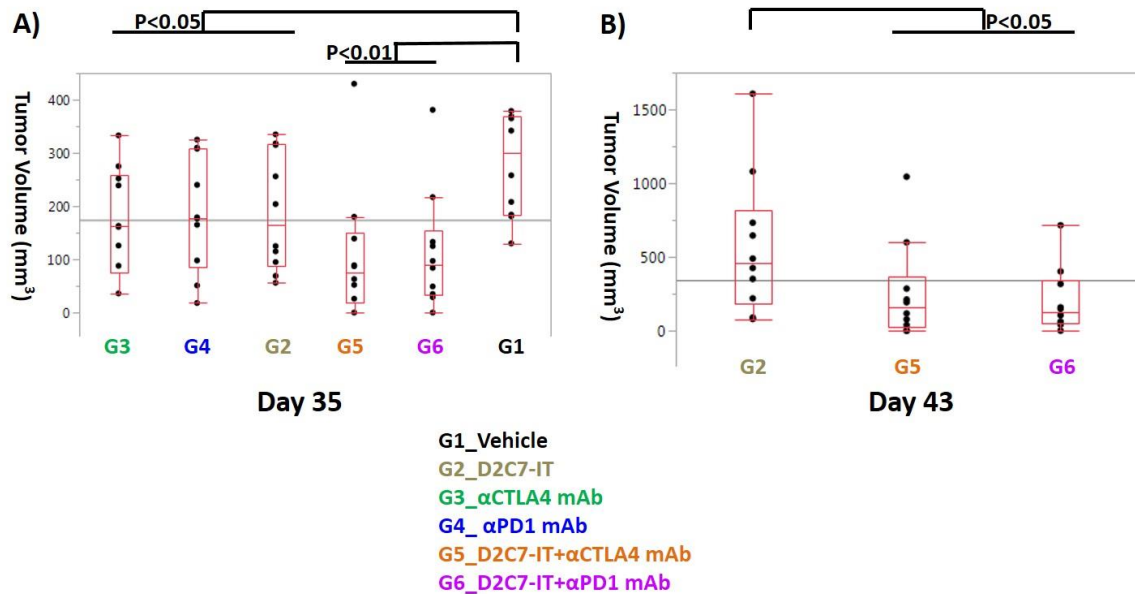 A)
P<0.05
P<0.01
Tumor Volume (mm³)
400
300
200
100
0
G3 G4 G2 G5 G6 G1
Day 35
B)
P<0.05
Tumor Volume (mm³)
1500
1000
500
0
G2 G5 G6
Day 43
G1_Vehicle
G2_D2C7-IT
G3_αCTLA4 mAb
G4_ αPD1 mAb
G5_D2C7-IT+αCTLA4 mAb
G6_D2C7-IT+αPD1 mAb